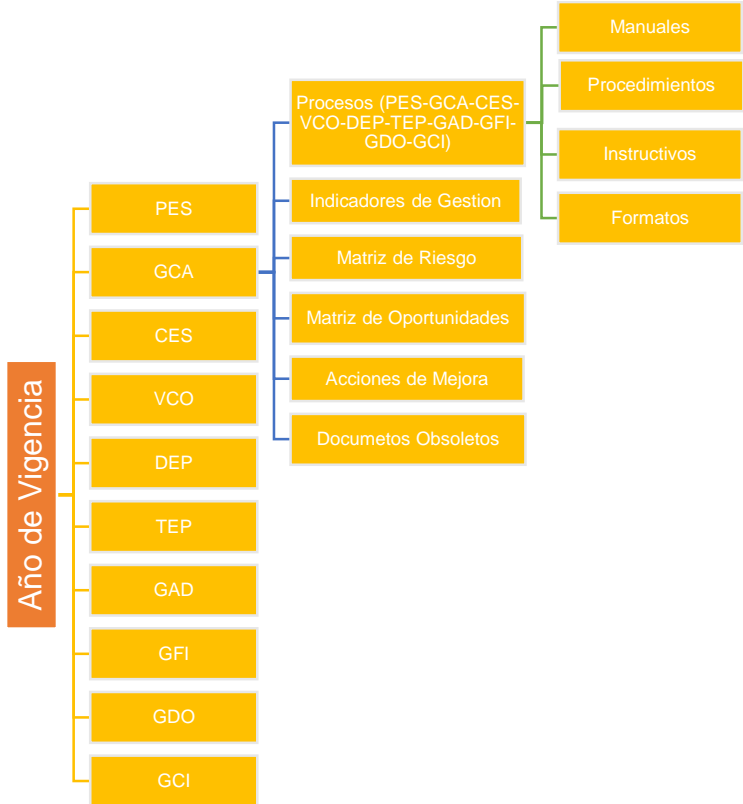 Año de Vigencia
PES
GCA
CES
VCO
DEP
TEP
GAD
GFI
GDO
GCI
Procesos (PES-GCA-CES-
VCO-DEP-TEP-GAD-GFI-
GDO-GCI)
Indicadores de Gestion
Matriz de Riesgo
Matriz de Oportunidades
Acciones de Mejora
Documetos Obsoletos
Manuales
Procedimientos
Instructivos
Formatos